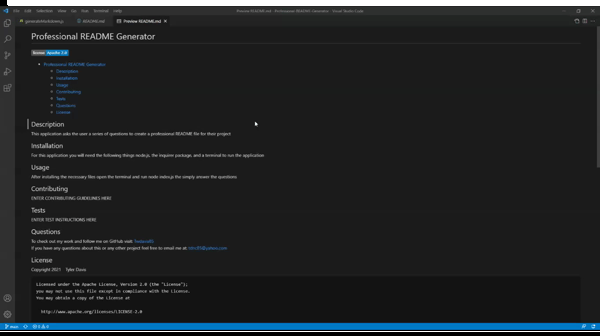 File Edit Selection View Go Run Terminal Help
Preview README.md - Professional README Generator - Visual Studio Code
generateMarkdown.js
README.md
Preview README.md
Professional README Generator
License Apache 2.0
Professional README Generator
Description
Installation
Usage
Contributing
Tests
Questions
License
Description
This application asks the user a series of questions to create a professional README file for their project
Installation
For this application you will need the following things node.js, the inquirer package, and a terminal to run the application
Usage
After installing the necessary files open the terminal and run node index.js the simply answer the questions
Contributing
ENTER CONTRIBUTING GUIDELINES HERE
Tests
ENTER TEST INSTRUCTIONS HERE
Questions
To check out my work and follow me on GitHub visit
If you have any questions about this or any other project feel free to email me at:
License
Copyright 2021 Tyler Davis
Licensed under the Apache License, Version 2.0 (the "License");
you may not use this file except in compliance with the License.
You may obtain a copy of the License at
http://www.apache.org/licenses/LICENSE-2.0
main
0 0